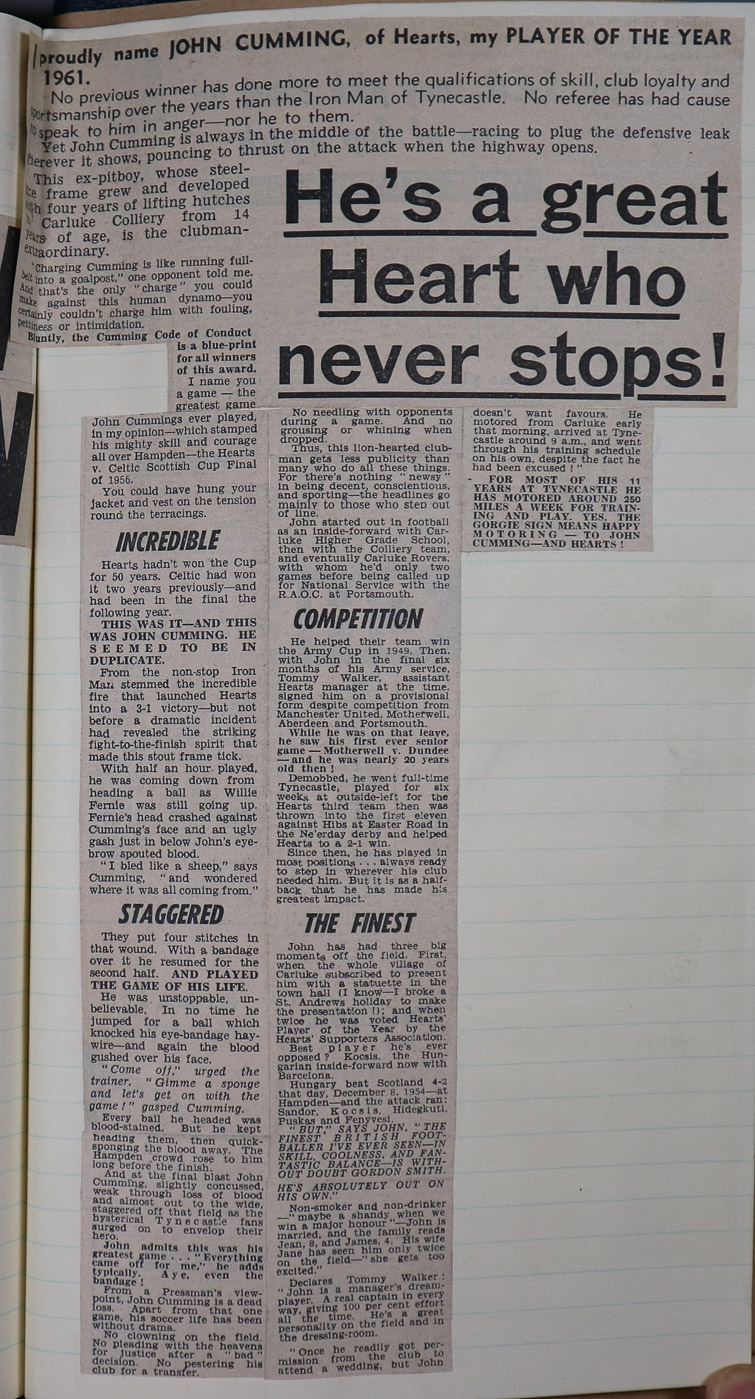 I proudly name JOHN CUMMING, of Hearts, my PLAYER OF THE YEAR
1961.
No previous winner has done more to meet the qualifications of skill, club loyalty and
sportsmanship over the years than the Iron Man of Tynecastle. No referee has had cause
to speak to him in anger—nor he to them.
Yet John Cumming is always in the middle of the battle—racing to plug the defensive leak
wherever it shows, pouncing to thrust on the attack when the highway opens.
This ex-pitboy, whose steel-
like frame grew and developed
with four years of lifting hutches
in Carluke Colliery from 14
years of age, is the clubman-
extraordinary.
"Charging Cumming is like running full-
belt into a goalpost," one opponent told me.
And that's the only "charge" you could
make against this human dynamo—you
certainly couldn't charge him with fouling,
pettiness or intimidation.
Bluntly, the Cumming Code of Conduct
is a blue-print
for all winners
of this award.
I name you
a game — the
greatest game
He's a great
Heart who
never stops!
John Cummings ever played,
in my opinion—which stamped
his mighty skill and courage
all over Hampden—the Hearts
v. Celtic Scottish Cup Final
of 1956.
You could have hung your
jacket and vest on the tension
round the terracings.
INCREDIBLE
Hearts hadn't won the Cup
for 50 years. Celtic had won
it two years previously—and
had been in the final the
following year.
THIS WAS IT—AND THIS
WAS JOHN CUMMING. HE
SEEMED TO BE IN
DUPLICATE.
From the non-stop Iron
Man stemmed the incredible
fire that launched Hearts
into a 3-1 victory—but not
before a dramatic incident
had revealed the striking
fight-to-the-finish spirit that
made this stout frame tick.
With half an hour played,
he was coming down from
heading a ball as Willie
Fernie was still going up.
Fernie's head crashed against
Cumming's face and an ugly
gash just in below John's eye-
brow spouted blood.
"I bled like a sheep," says
Cumming, "and wondered
where it was all coming from."
STAGGERED
They put four stitches in
that wound. With a bandage
over it he resumed for the
second half. AND PLAYED
THE GAME OF HIS LIFE.
He was unstoppable, un-
believable. In no time he
jumped for a ball which
knocked his eye-bandage hay-
wire—and again the blood
gushed over his face.
"Come off," urged the
trainer. "Gimme a sponge
and let's get on with the
game!" gasped Cumming.
Every ball he headed was
blood-stained. But he kept
heading them, then quick-
sponging the blood away. The
Hampden crowd rose to him
long before the finish.
And at the final blast John
Cumming, slightly concussed,
weak through loss of blood
and almost out to the wide,
staggered off that field as the
hysterical Tynecastle fans
surged on to envelop their
hero.
John admits this was his
greatest game . . . "Everything
came off for me," he adds
typically. Aye, even the
bandage!
From a Pressman's view-
point, John Cumming is a dead
loss. Apart from that one
game, his soccer life has been
without drama.
No clowning on the field.
No pleading with the heavens
for justice after a "bad"
decision. No pestering his
club for a transfer.
No needling with opponents
during a game. And no
grousing or whining when
dropped.
Thus, this lion-hearted club-
man gets less publicity than
many who do all these things.
For there's nothing "newsy"
in being decent, conscientious,
and sporting—the headlines go
mainly to those who step out
of line.
John started out in football
as an inside-forward with Car-
luke Higher Grade School,
then with the Colliery team,
and eventually Carluke Rovers,
with whom he'd only two
games before being called up
for National Service with the
R.A.O.C. at Portsmouth.
COMPETITION
He helped their team win
the Army Cup in 1949. Then,
with John in the final six
months of his Army service,
Tommy Walker, assistant
Hearts manager at the time,
signed him on a provisional
form despite competition from
Manchester United, Motherwell,
Aberdeen and Portsmouth.
While he was on that leave,
he saw his first ever senior
game—Motherwell v. Dundee
—and he was nearly 20 years
old then!
Demobbed, he went full-time
Tynecastle, played for six
weeks at outside-left for the
Hearts third team then was
thrown into the first eleven
against Hibs at Easter Road in
the Ne'erday derby and helped
Hearts to a 2-1 win.
Since then, he has played in
most positions . . . always ready
to step in wherever his club
needed him. But it is as a half-
back that he has made his
greatest impact.
THE FINEST
John has had three big
moments off the field. First,
when the whole village of
Carluke subscribed to present
him with a statuette in the
town hall (I know—I broke a
St. Andrews holiday to make
the presentation!); and when
twice he was voted Hearts'
Player of the Year by the
Hearts' Supporters Association.
Best player he's ever
opposed? Kocsis, the Hun-
garian inside-forward now with
Barcelona.
Hungary beat Scotland 4-2
that day, December 8, 1954—at
Hampden—and the attack ran:
Sandor, Kocsis, Hidegkuti,
Puskas and Fenyvesi.
"BUT," SAYS JOHN, "THE
FINEST BRITISH FOOT-
BALLER I'VE EVER SEEN—IN
SKILL, COOLNESS, AND FAN-
TASTIC BALANCE—IS WITH-
OUT DOUBT GORDON SMITH.
HE'S ABSOLUTELY OUT ON
HIS OWN."
Non-smoker and non-drinker
—"maybe a shandy when we
win a major honour"—John is
married, and the family reads
Jean, 8, and James, 4. His wife
Jane has seen him only twice
on the field—"she gets too
excited."
Declares Tommy Walker:
"John is a manager's dream-
player. A real captain in every
way, giving 100 per cent effort
all the time. He's a great
personality on the field and in
the dressing-room.
"Once he readily got per-
mission from the club to
attend a wedding, but John
doesn't want favours. He
motored from Carluke early
that morning, arrived at Tyne-
castle around 9 a.m., and went
through his training schedule
on his own, despite the fact he
had been excused!"
FOR MOST OF HIS 11
YEARS AT TYNECASTLE HE
HAS MOTORED AROUND 250
MILES A WEEK FOR TRAIN-
ING AND PLAY. YES, THE
GORGIE SIGN MEANS HAPPY
MOTORING — TO JOHN
CUMMING—AND HEARTS!